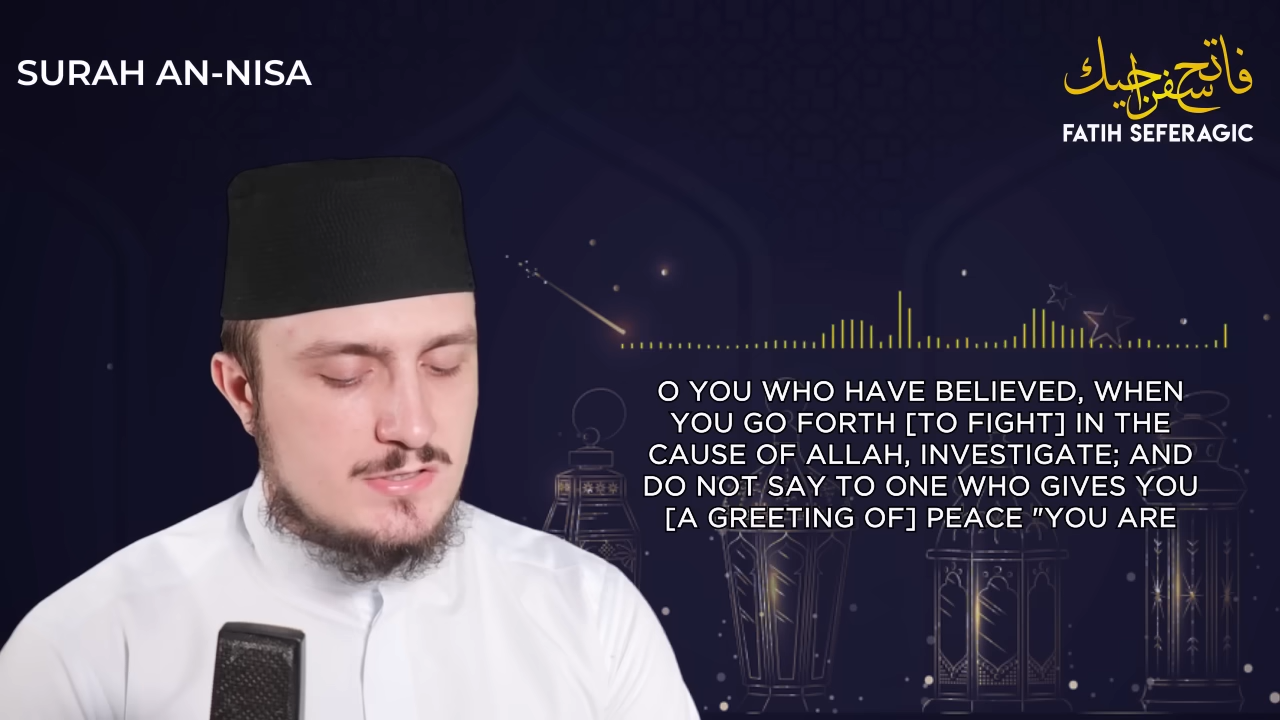 SURAH AN-NISA
فاتح سفراجيك
FATIH SEFERAGIC
O YOU WHO HAVE BELIEVED, WHEN
YOU GO FORTH [TO FIGHT] IN THE
CAUSE OF ALLAH, INVESTIGATE; AND
DO NOT SAY TO ONE WHO GIVES YOU
[A GREETING OF] PEACE "YOU ARE